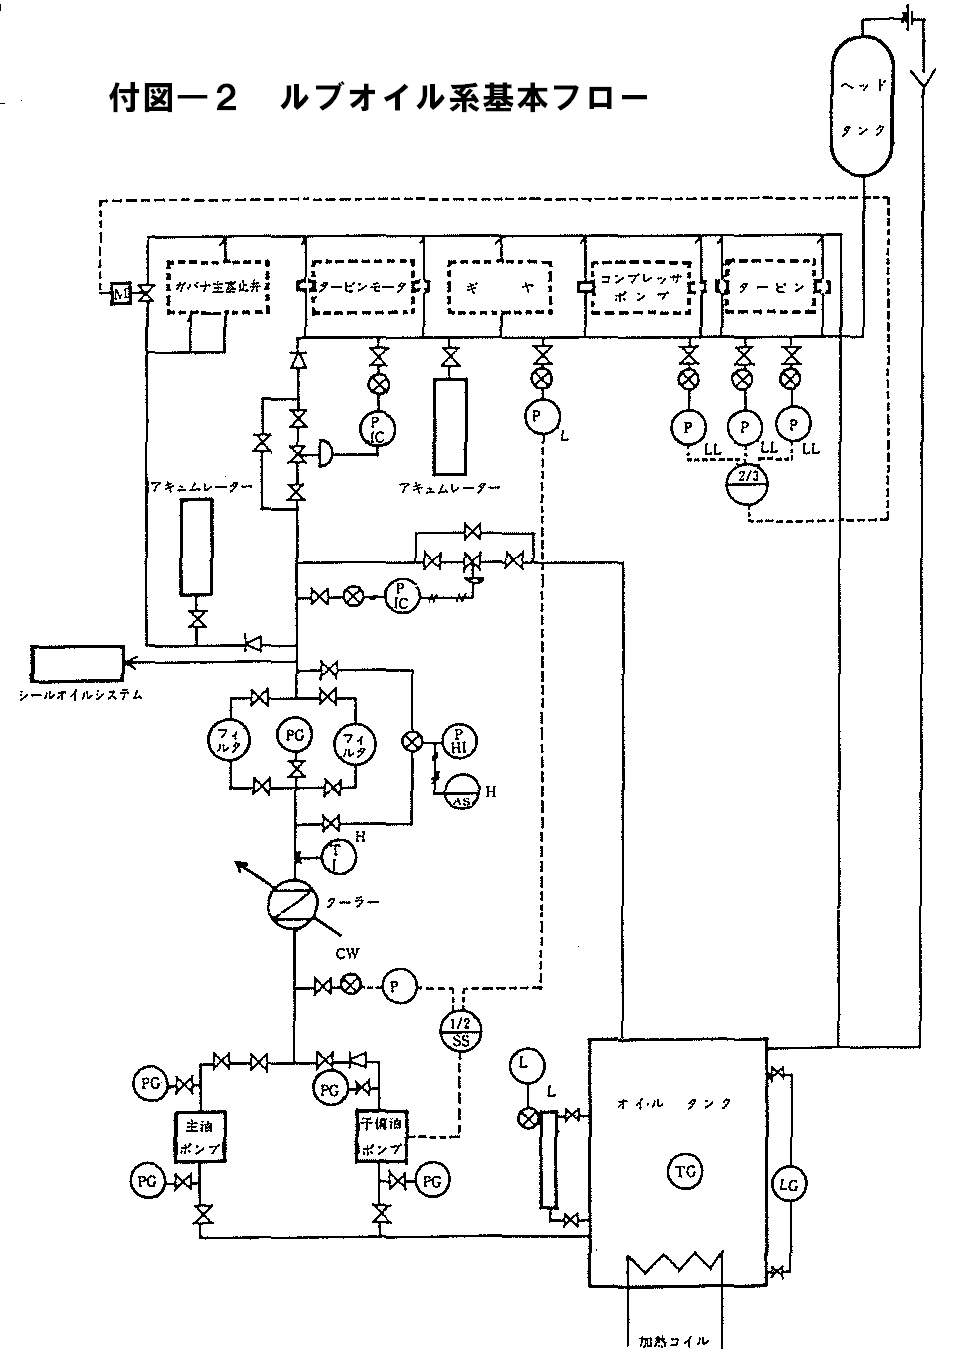 付図－2　ルブオイル系基本フロー
ヘッド
タンク
M
ガバナ主塞止弁
タービンモータ
ギヤ
コンプレッサ
ポンプ
タービン
P
IC
P
L
P
LL
P
LL
P
LL
2/3
アキュムレーター
アキュムレーター
P
IC
シールオイルシステム
フィ
ルタ
PG
フィ
ルタ
P
HI
AS
H
H
T
I
クーラー
CW
P
1/2
SS
PG
PG
主油
ポンプ
予備油
ポンプ
PG
PG
L
L
オイル タンク
TG
LG
加熱コイル